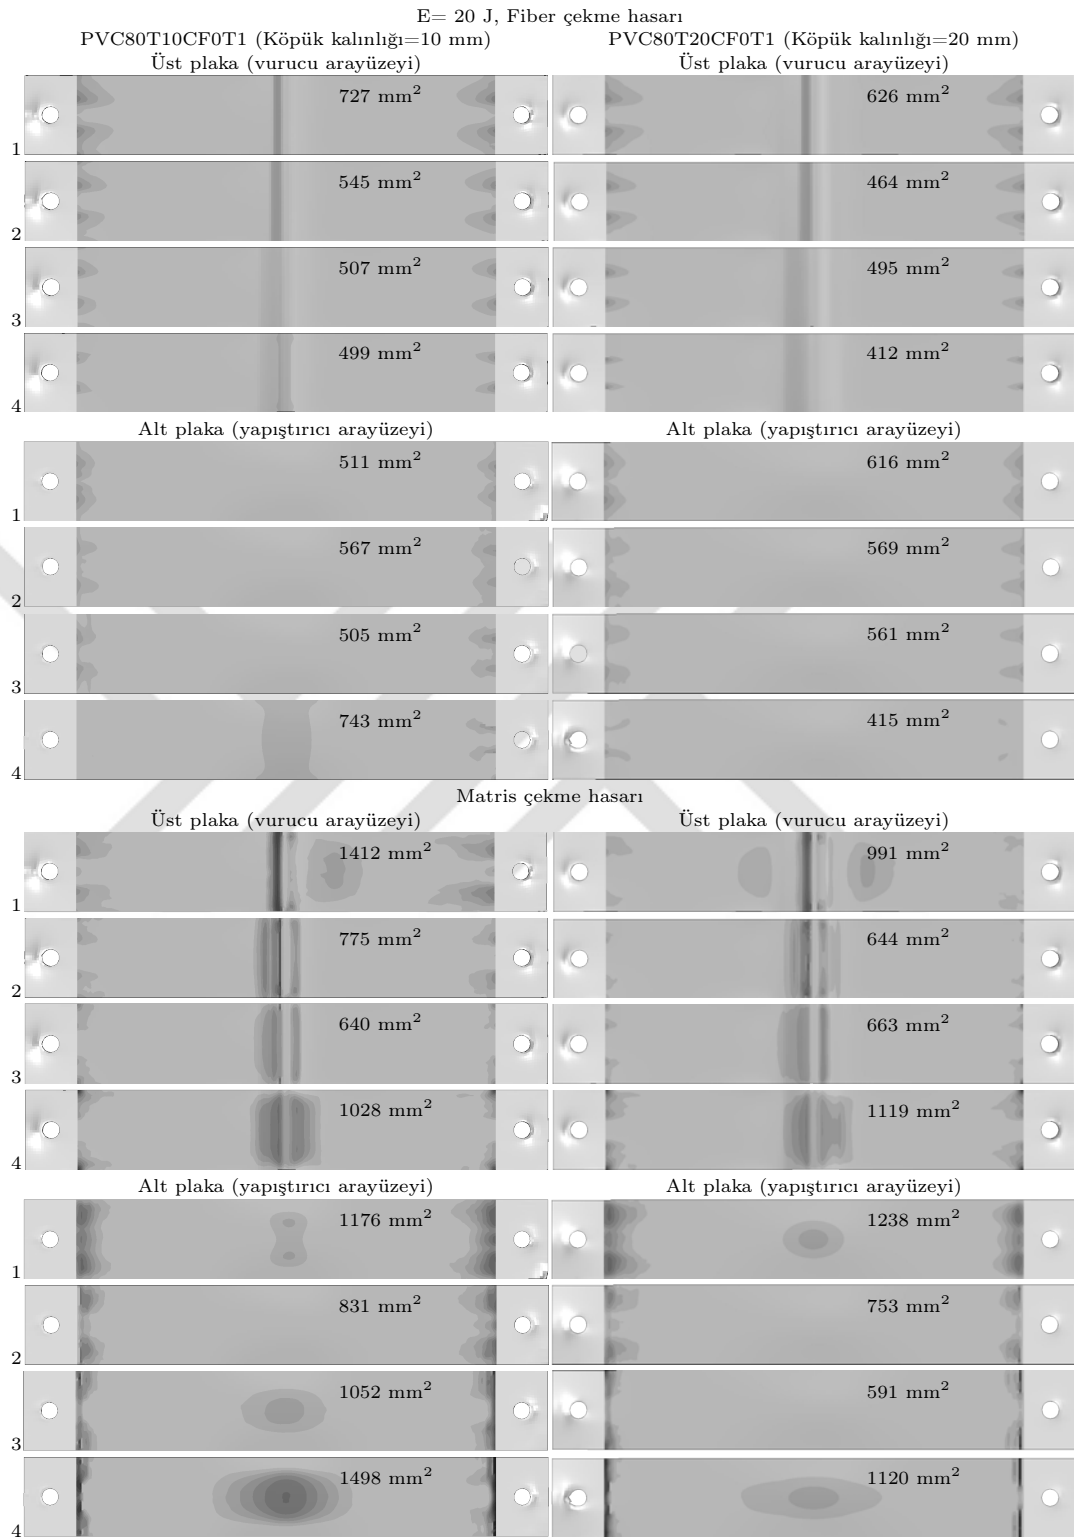 E= 20 J, Fiber çekme hasarı
PVC80T10CF0T1 (Köpük kalınlığı=10 mm) PVC80T20CF0T1 (Köpük kalınlığı=20 mm)
Üst plaka (vurucu arayüzeyi) Üst plaka (vurucu arayüzeyi)
1 727 mm² 626 mm²
2 545 mm² 464 mm²
3 507 mm² 495 mm²
4 499 mm² 412 mm²
Alt plaka (yapıştırıcı arayüzeyi) Alt plaka (yapıştırıcı arayüzeyi)
1 511 mm² 616 mm²
2 567 mm² 569 mm²
3 505 mm² 561 mm²
4 743 mm² 415 mm²
Matris çekme hasarı
Üst plaka (vurucu arayüzeyi) Üst plaka (vurucu arayüzeyi)
1 1412 mm² 991 mm²
2 775 mm² 644 mm²
3 640 mm² 663 mm²
4 1028 mm² 1119 mm²
Alt plaka (yapıştırıcı arayüzeyi) Alt plaka (yapıştırıcı arayüzeyi)
1 1176 mm² 1238 mm²
2 831 mm² 753 mm²
3 1052 mm² 591 mm²
4 1498 mm² 1120 mm²